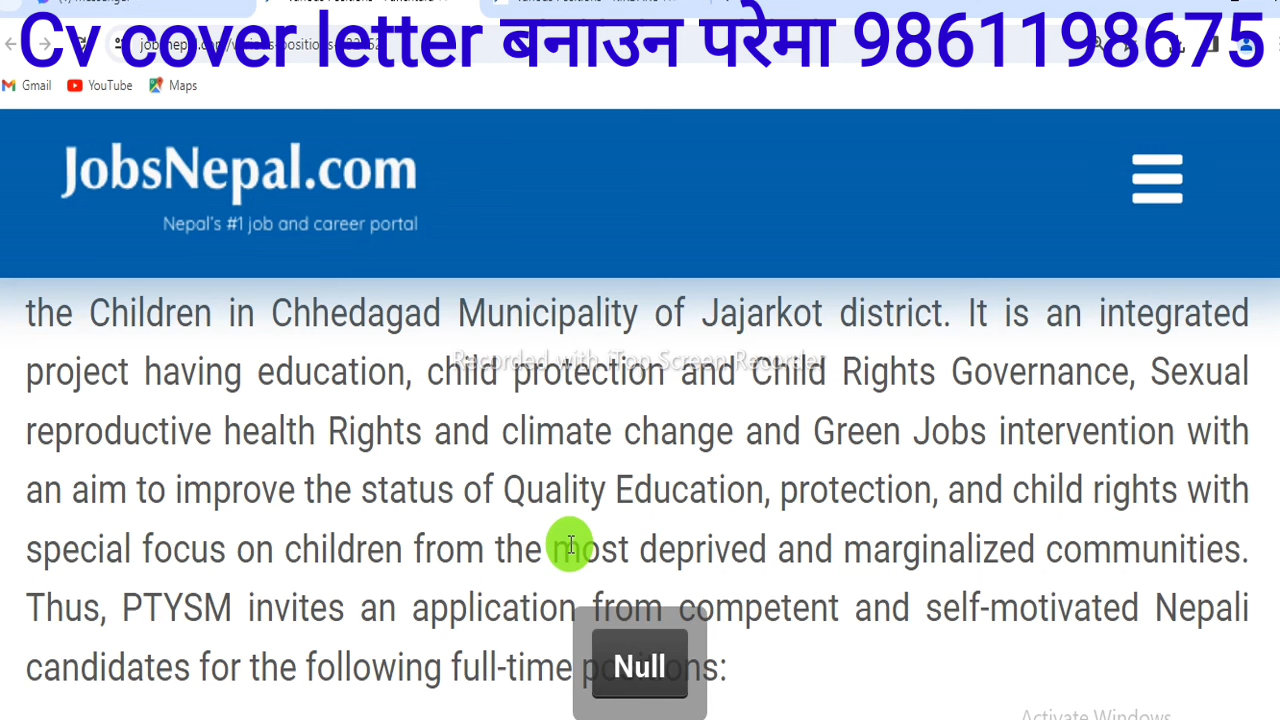 Cv cover letter बनाउन परेमा 9861198675
Gmail YouTube Maps
JobsNepal.com
Nepal's #1 job and career portal
the Children in Chhedagad Municipality of Jajarkot district. It is an integrated
Recorded with iTop Screen Recorder
project having education, child protection and Child Rights Governance, Sexual
reproductive health Rights and climate change and Green Jobs intervention with
an aim to improve the status of Quality Education, protection, and child rights with
special focus on children from the most deprived and marginalized communities.
Thus, PTYSM invites an application from competent and self-motivated Nepali
candidates for the following full-time positions:
Null
Activate Windows